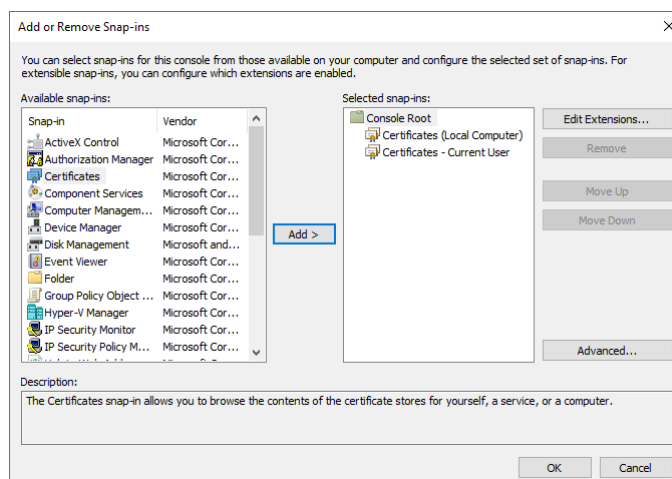 Add or Remove Snap-ins
You can select snap-ins for this console from those available on your computer and configure the selected set of snap-ins. For
extensible snap-ins, you can configure which extensions are enabled.
Available snap-ins:
Snap-in Vendor
ActiveX Control Microsoft Cor...
Authorization Manager Microsoft Cor...
Certificates Microsoft Cor...
Component Services Microsoft Cor...
Computer Managem... Microsoft Cor...
Device Manager Microsoft Cor...
Disk Management Microsoft and...
Event Viewer Microsoft Cor...
Folder Microsoft Cor...
Group Policy Object ... Microsoft Cor...
Hyper-V Manager Microsoft Cor...
IP Security Monitor Microsoft Cor...
IP Security Policy M... Microsoft Cor...
Add >
Selected snap-ins:
Console Root
Certificates (Local Computer)
Certificates - Current User
Edit Extensions...
Remove
Move Up
Move Down
Advanced...
Description:
The Certificates snap-in allows you to browse the contents of the certificate stores for yourself, a service, or a computer.
OK Cancel